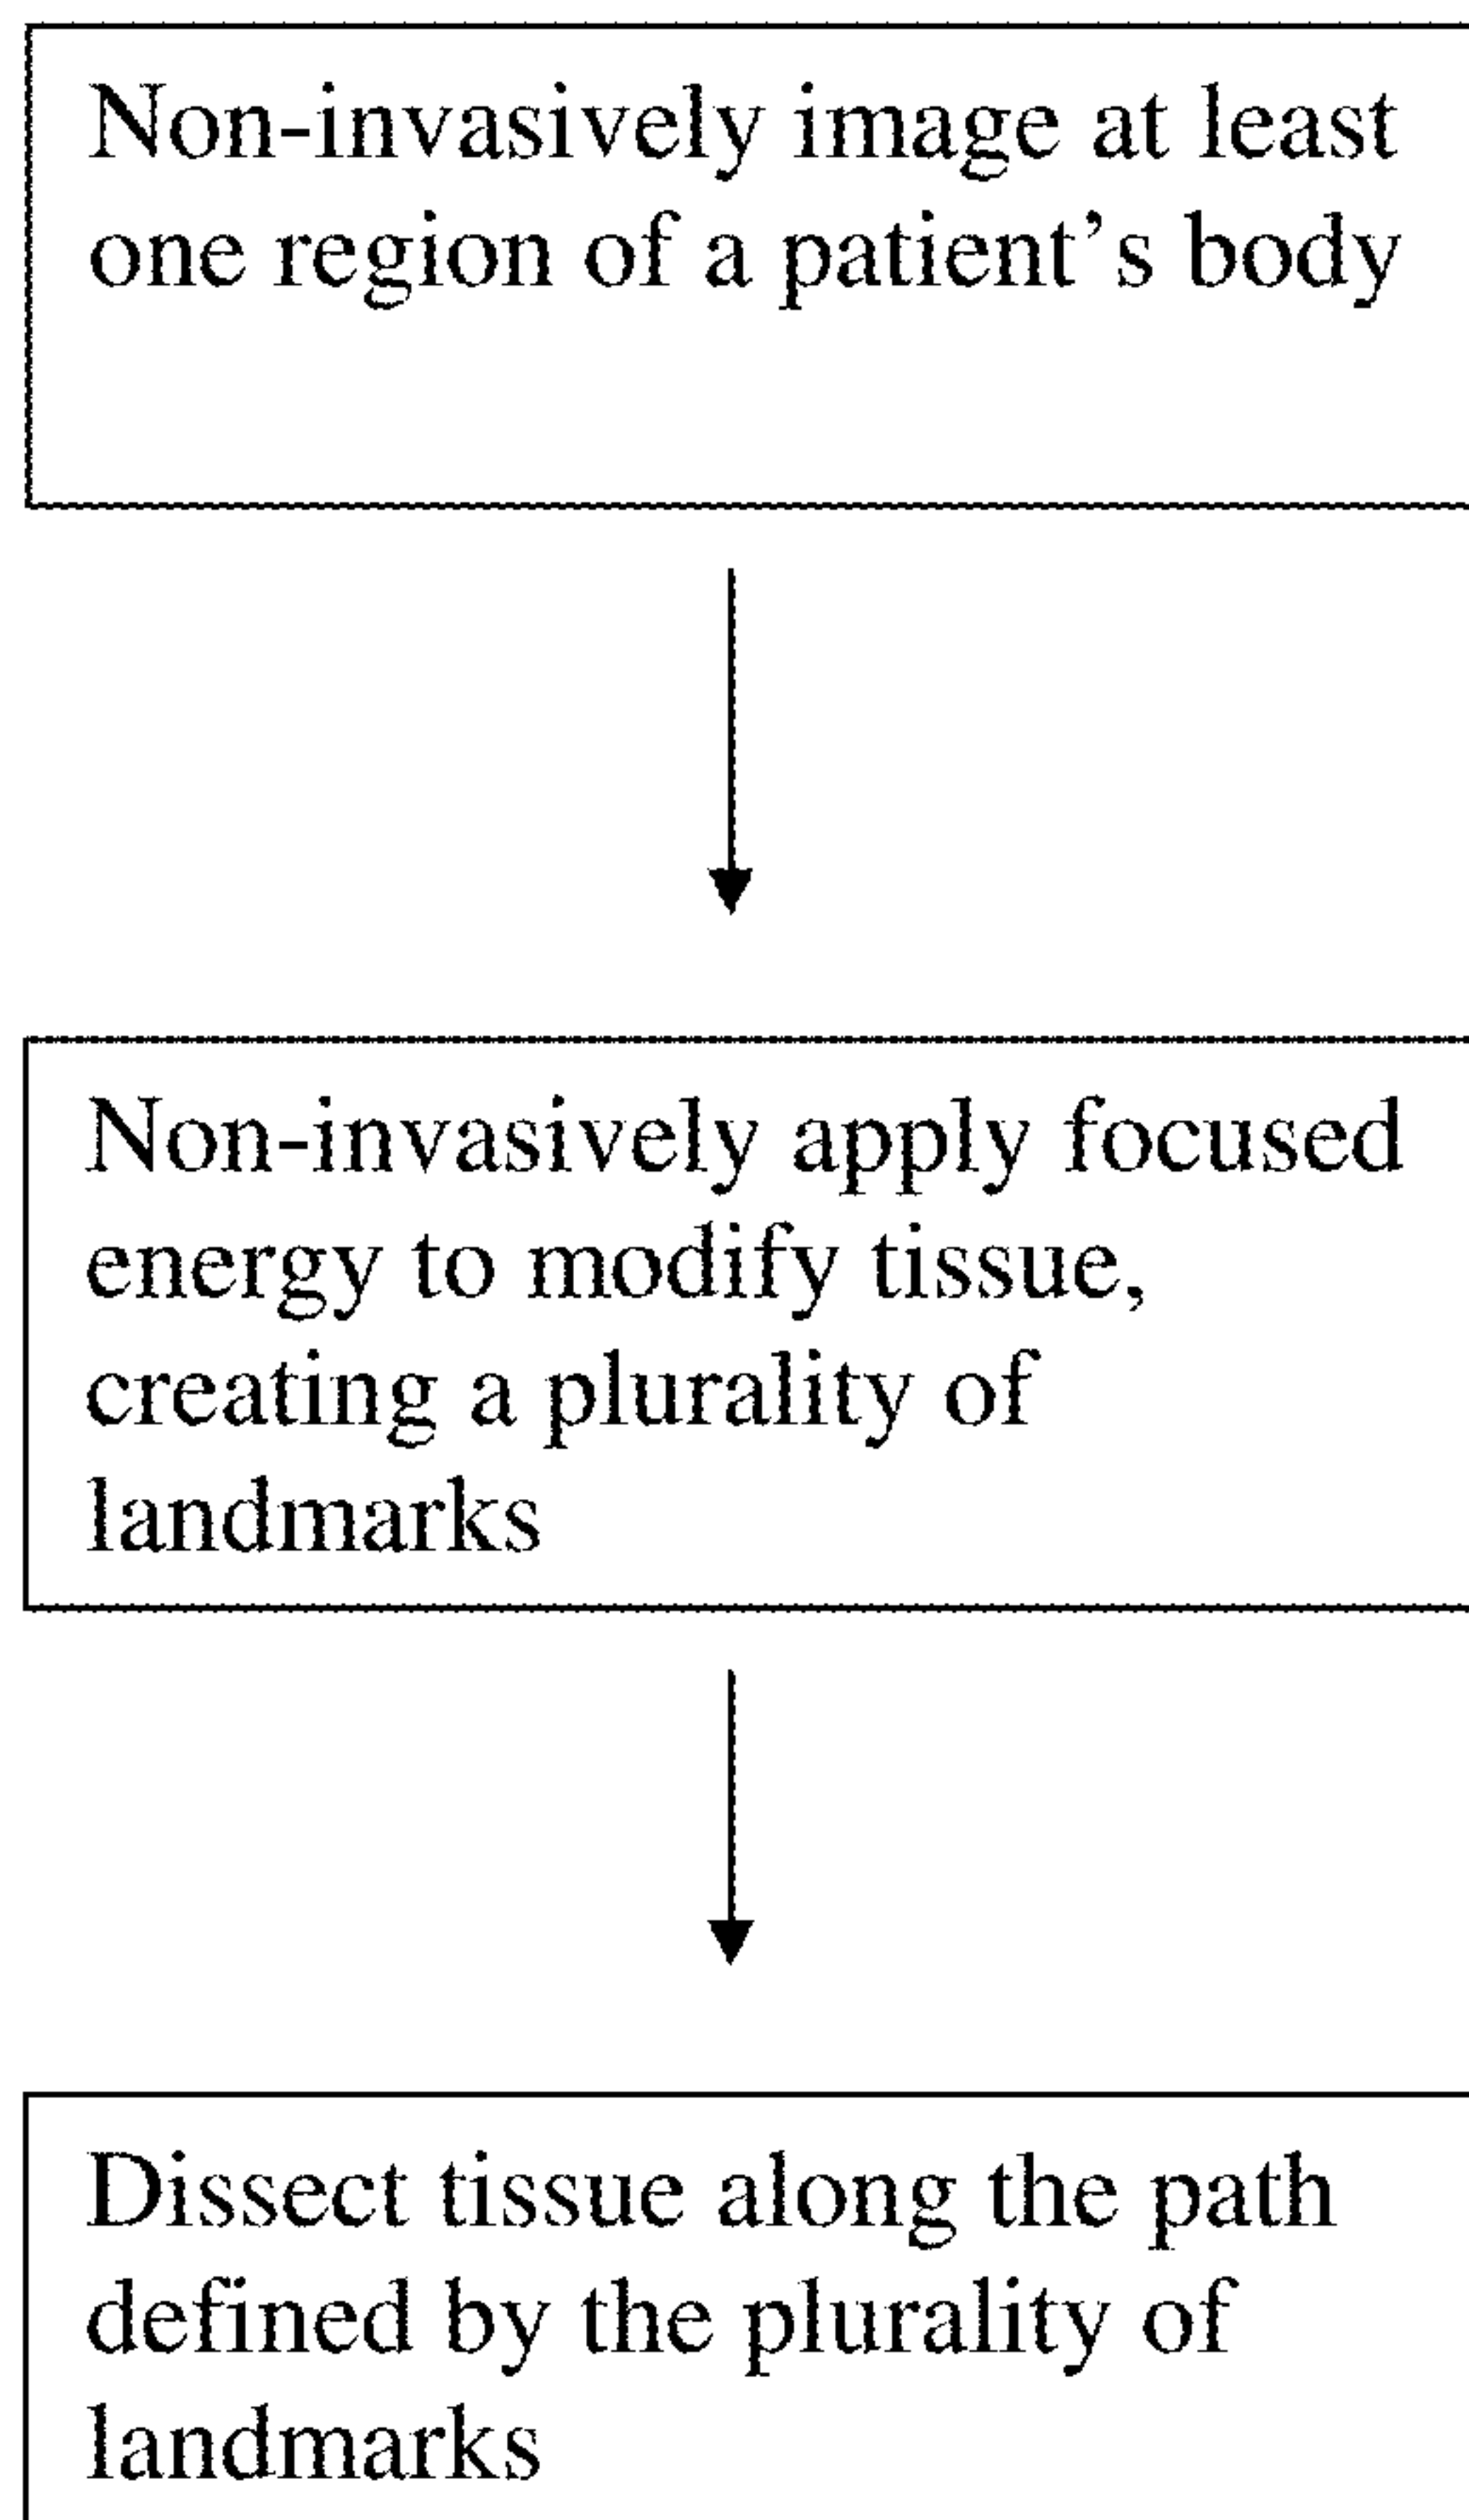 Non-invasively image at least
one region of a patient’s body
Non-invasively apply focused
energy to modify tissue,
creating a plurality of
landmarks
Dissect tissue along the path
defined by the plurality of
landmarks